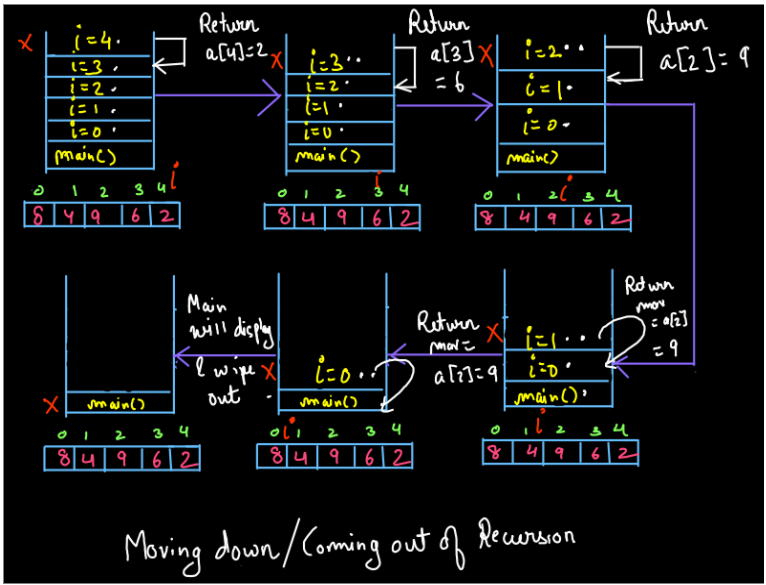 i=4
i=3
i=2
i=1
i=0
main()
Return
a[4]=2
i
0 1 2 3 4
8 4 9 6 2
X
i=3
i=2
i=1
i=0
main()
Return
a[3]
= 6
i
0 1 2 3 4
8 4 9 6 2
X
i=2
i=1
i=0
main()
Return
a[2] = 9
i
0 1 2 3 4
8 4 9 6 2
X
main()
X
0 1 2 3 4
8 4 9 6 2
Main
will display
& wipe
out
X
i=0
main()
i
0 1 2 3 4
8 4 9 6 2
Return
max=
a[2]=9
X
i=1
i=0
main()
Return
max
=a[2]
= 9
i
0 1 2 3 4
8 4 9 6 2
X
Moving down/Coming out of Recursion